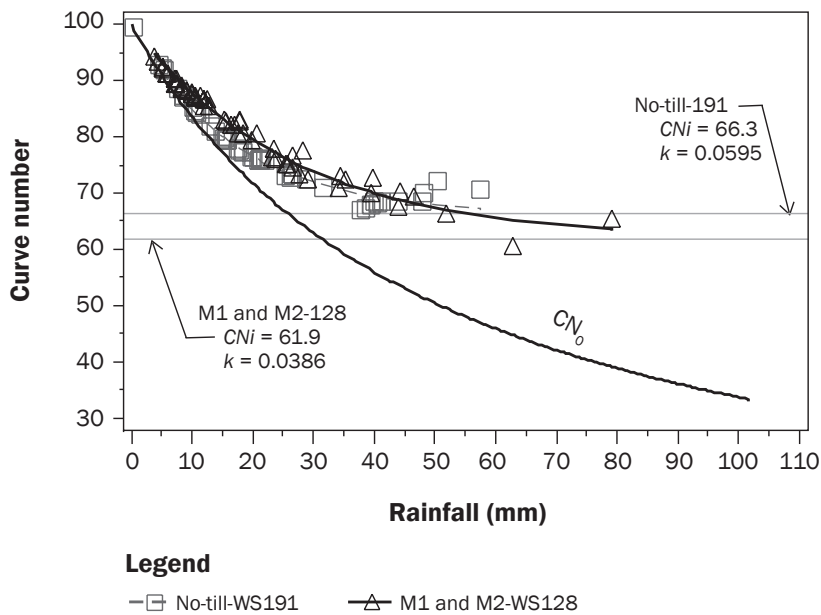 100
90
80
70
60
50
40
30
Curve number
No-till-191
CNi = 66.3
k = 0.0595
M1 and M2-128
CNi = 61.9
k = 0.0386
CNo
0 10 20 30 40 50 60 70 80 90 100 110
Rainfall (mm)
Legend
No-till-WS191 M1 and M2-WS128